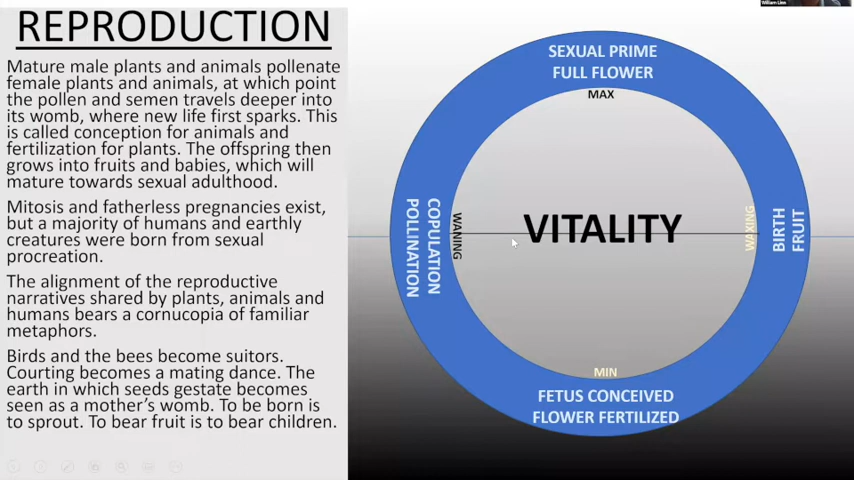 REPRODUCTION
Mature male plants and animals pollenate
female plants and animals, at which point
the pollen and semen travels deeper into
its womb, where new life first sparks. This
is called conception for animals and
fertilization for plants. The offspring then
grows into fruits and babies, which will
mature towards sexual adulthood.
Mitosis and fatherless pregnancies exist,
but a majority of humans and earthly
creatures were born from sexual
procreation.
The alignment of the reproductive
narratives shared by plants, animals and
humans bears a cornucopia of familiar
metaphors.
Birds and the bees become suitors.
Courting becomes a mating dance. The
earth in which seeds gestate becomes
seen as a mother's womb. To be born is
to sprout. To bear fruit is to bear children.
SEXUAL PRIME
FULL FLOWER
MAX
COPULATION
POLLINATION
WANING
VITALITY
WAXING
BIRTH
FRUIT
MIN
FETUS CONCEIVED
FLOWER FERTILIZED